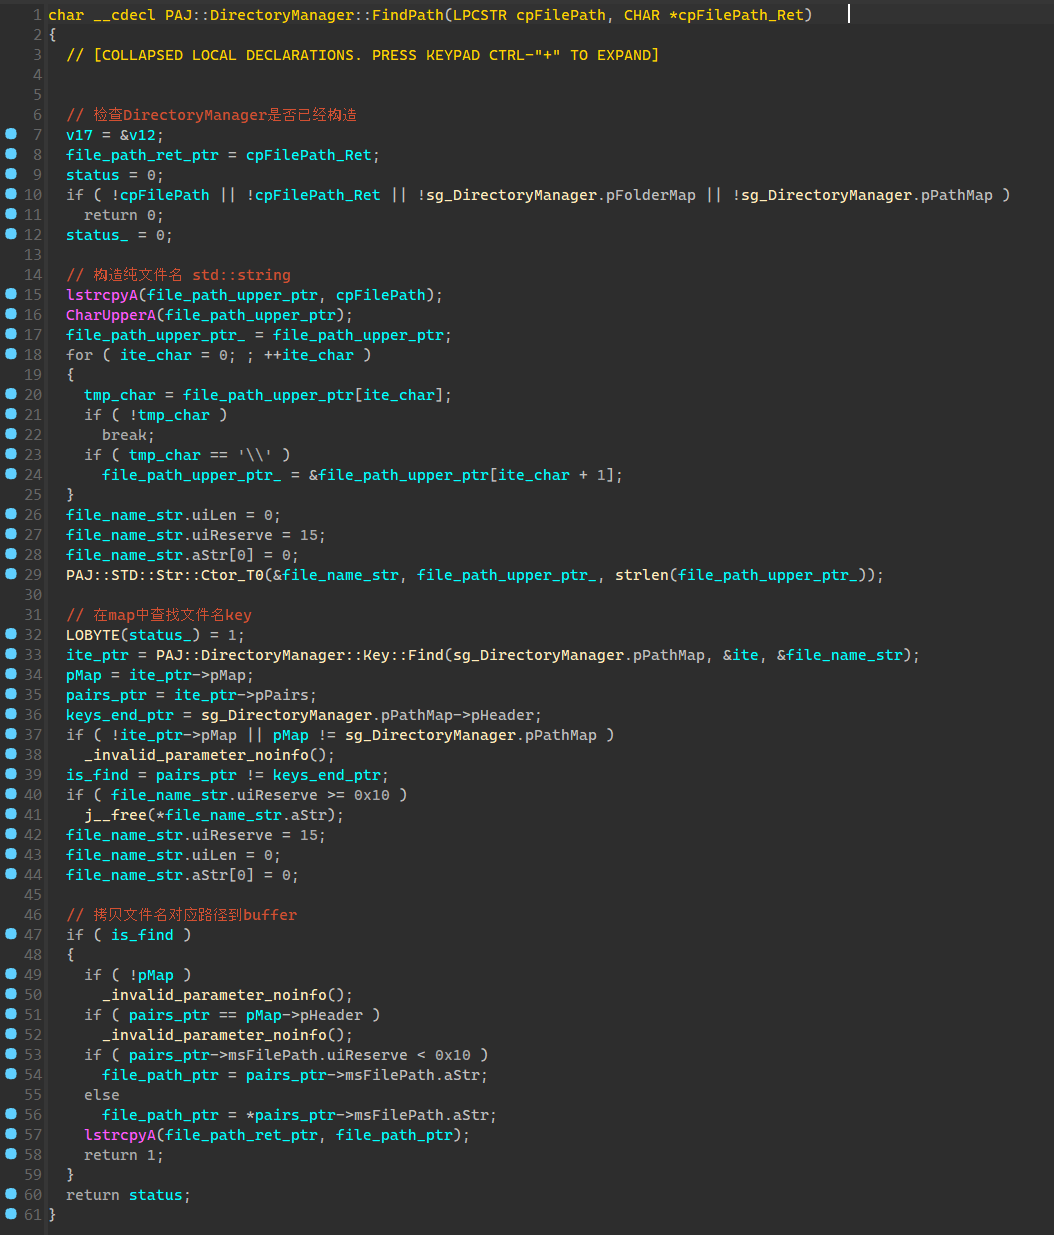 1 char __cdecl PAJ::DirectoryManager::FindPath(LPCSTR cpFilePath, CHAR *cpFilePath_Ret)
2 {
3   // [COLLAPSED LOCAL DECLARATIONS. PRESS KEYPAD CTRL-"+" TO EXPAND]
4
5
6   // 检查DirectoryManager是否已经构造
7   v17 = &v12;
8   file_path_ret_ptr = cpFilePath_Ret;
9   status = 0;
10   if ( !cpFilePath || !cpFilePath_Ret || !sg_DirectoryManager.pFolderMap || !sg_DirectoryManager.pPathMap )
11     return 0;
12   status_ = 0;
13
14   // 构造纯文件名 std::string
15   lstrcpyA(file_path_upper_ptr, cpFilePath);
16   CharUpperA(file_path_upper_ptr);
17   file_path_upper_ptr_ = file_path_upper_ptr;
18   for ( ite_char = 0; ; ++ite_char )
19   {
20     tmp_char = file_path_upper_ptr[ite_char];
21     if ( !tmp_char )
22       break;
23     if ( tmp_char == '\\' )
24       file_path_upper_ptr_ = &file_path_upper_ptr[ite_char + 1];
25   }
26   file_name_str.uiLen = 0;
27   file_name_str.uiReserve = 15;
28   file_name_str.aStr[0] = 0;
29   PAJ::STD::Str::Ctor_T0(&file_name_str, file_path_upper_ptr_, strlen(file_path_upper_ptr_));
30
31   // 在map中查找文件名key
32   LOBYTE(status_) = 1;
33   ite_ptr = PAJ::DirectoryManager::Key::Find(sg_DirectoryManager.pPathMap, &ite, &file_name_str);
34   pMap = ite_ptr->pMap;
35   pairs_ptr = ite_ptr->pPairs;
36   keys_end_ptr = sg_DirectoryManager.pPathMap->pHeader;
37   if ( !ite_ptr->pMap || pMap != sg_DirectoryManager.pPathMap )
38     _invalid_parameter_noinfo();
39   is_find = pairs_ptr != keys_end_ptr;
40   if ( file_name_str.uiReserve >= 0x10 )
41     j__free(*file_name_str.aStr);
42   file_name_str.uiReserve = 15;
43   file_name_str.uiLen = 0;
44   file_name_str.aStr[0] = 0;
45
46   // 拷贝文件名对应路径到buffer
47   if ( is_find )
48   {
49     if ( !pMap )
50       _invalid_parameter_noinfo();
51     if ( pairs_ptr == pMap->pHeader )
52       _invalid_parameter_noinfo();
53     if ( pairs_ptr->msFilePath.uiReserve < 0x10 )
54       file_path_ptr = pairs_ptr->msFilePath.aStr;
55     else
56       file_path_ptr = *pairs_ptr->msFilePath.aStr;
57     lstrcpyA(file_path_ret_ptr, file_path_ptr);
58     return 1;
59   }
60   return status;
61 }